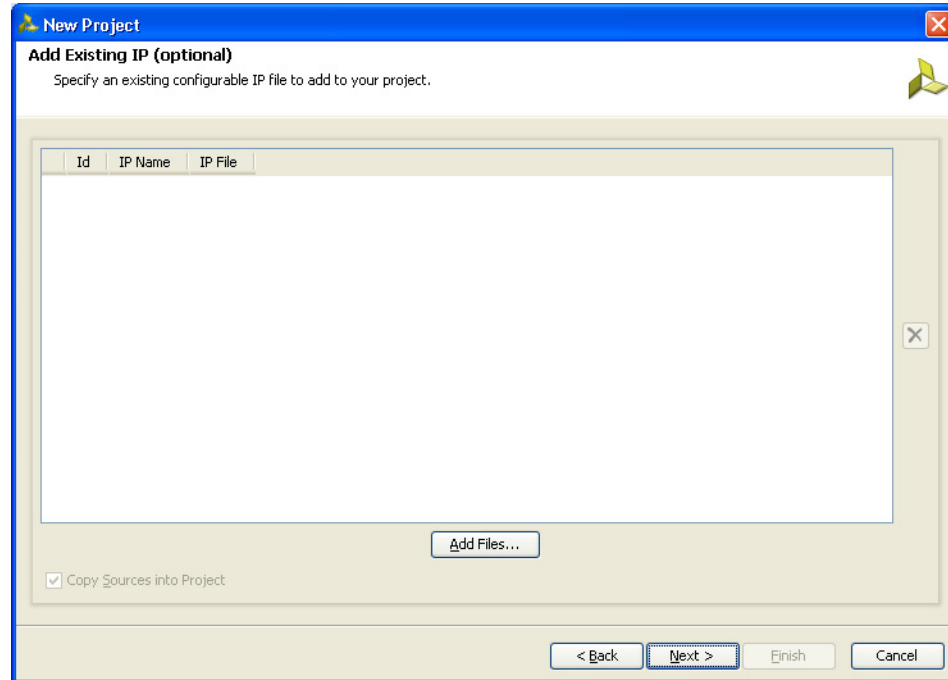 New Project
Add Existing IP (optional)
Specify an existing configurable IP file to add to your project.
Id IP Name IP File
Add Files...
Copy Sources into Project
< Back Next > Finish Cancel